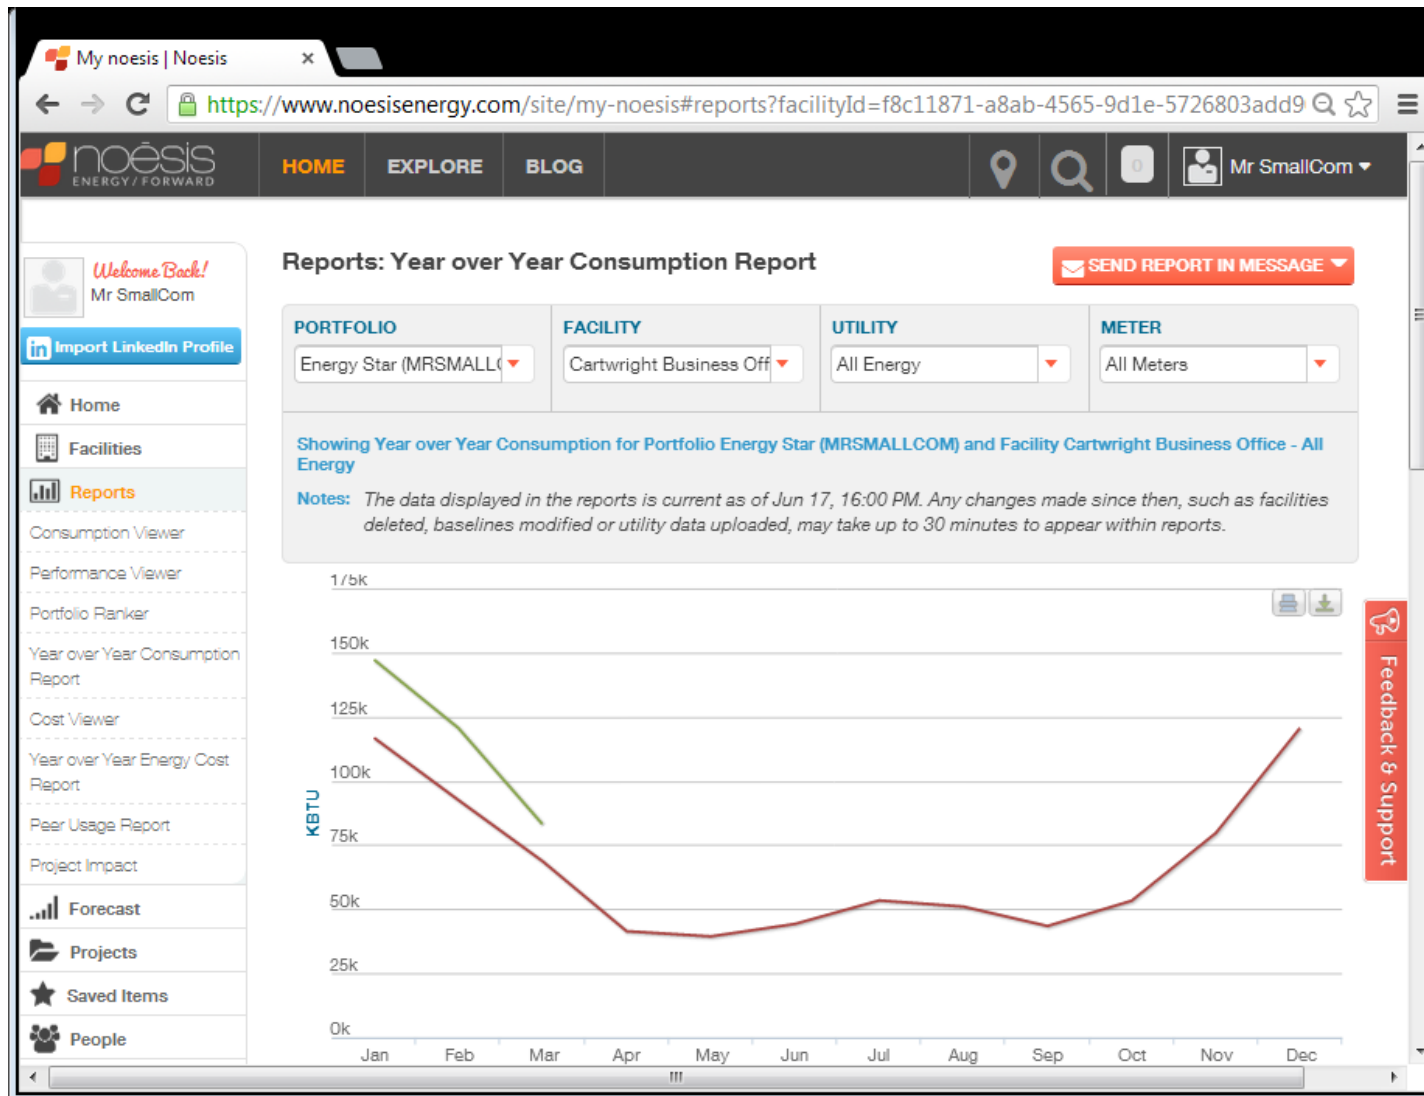 My noesis | Noesis
https://www.noesisenergy.com/site/my-noesis#reports?facilityId=f8c11871-a8ab-4565-9d1e-5726803add9
noēsis
ENERGY/FORWARD
HOME
EXPLORE
BLOG
0
Mr SmallCom
Welcome Back!
Mr SmallCom
in Import LinkedIn Profile
Home
Facilities
Reports
Consumption Viewer
Performance Viewer
Portfolio Ranker
Year over Year Consumption
Report
Cost Viewer
Year over Year Energy Cost
Report
Peer Usage Report
Project Impact
Forecast
Projects
Saved Items
People
Reports: Year over Year Consumption Report
SEND REPORT IN MESSAGE
PORTFOLIO
FACILITY
UTILITY
METER
Energy Star (MRSMALL
Cartwright Business Off
All Energy
All Meters
Showing Year over Year Consumption for Portfolio Energy Star (MRSMALLCOM) and Facility Cartwright Business Office - All
Energy
Notes: The data displayed in the reports is current as of Jun 17, 16:00 PM. Any changes made since then, such as facilities
deleted, baselines modified or utility data uploaded, may take up to 30 minutes to appear within reports.
175k
150k
125k
100k
75k
50k
25k
0k
KBTU
Jan Feb Mar Apr May Jun Jul Aug Sep Oct Nov Dec
Feedback & Support